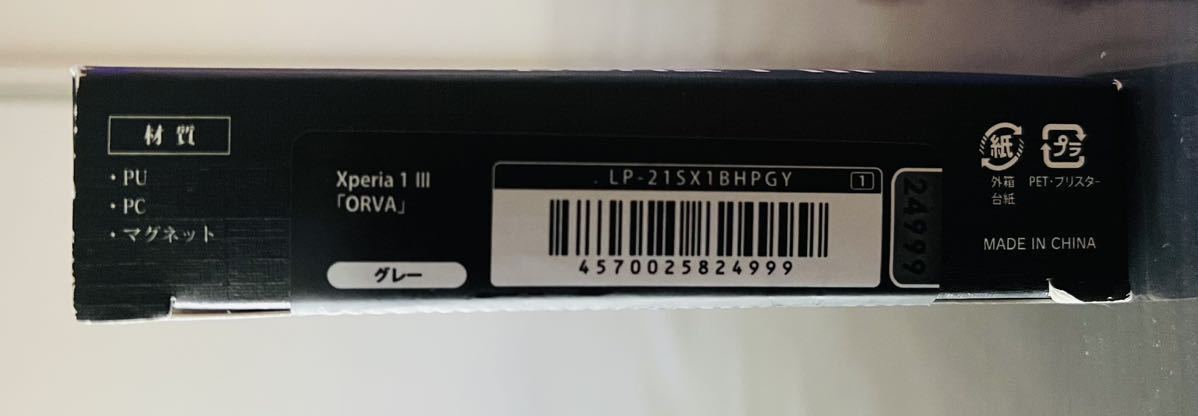 材質
・PU
・PC
・マグネット
Xperia 1 III
「ORVA」
グレー
LP-21SX1BHPGY
1
4570025824999
24999
紙
外箱
台紙
プラ
PET・ブリスター
MADE IN CHINA